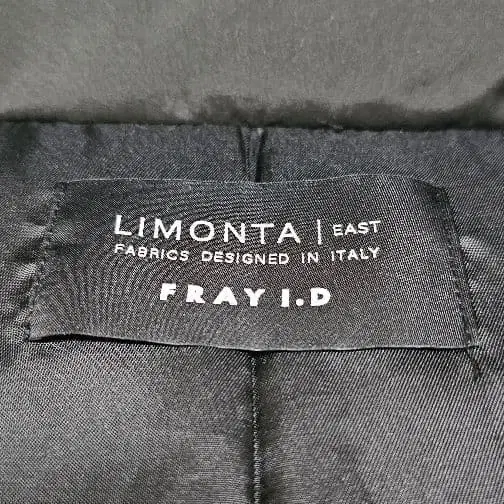 LIMONTA | EAST
FABRICS DESIGNED IN ITALY
FRAY I.D